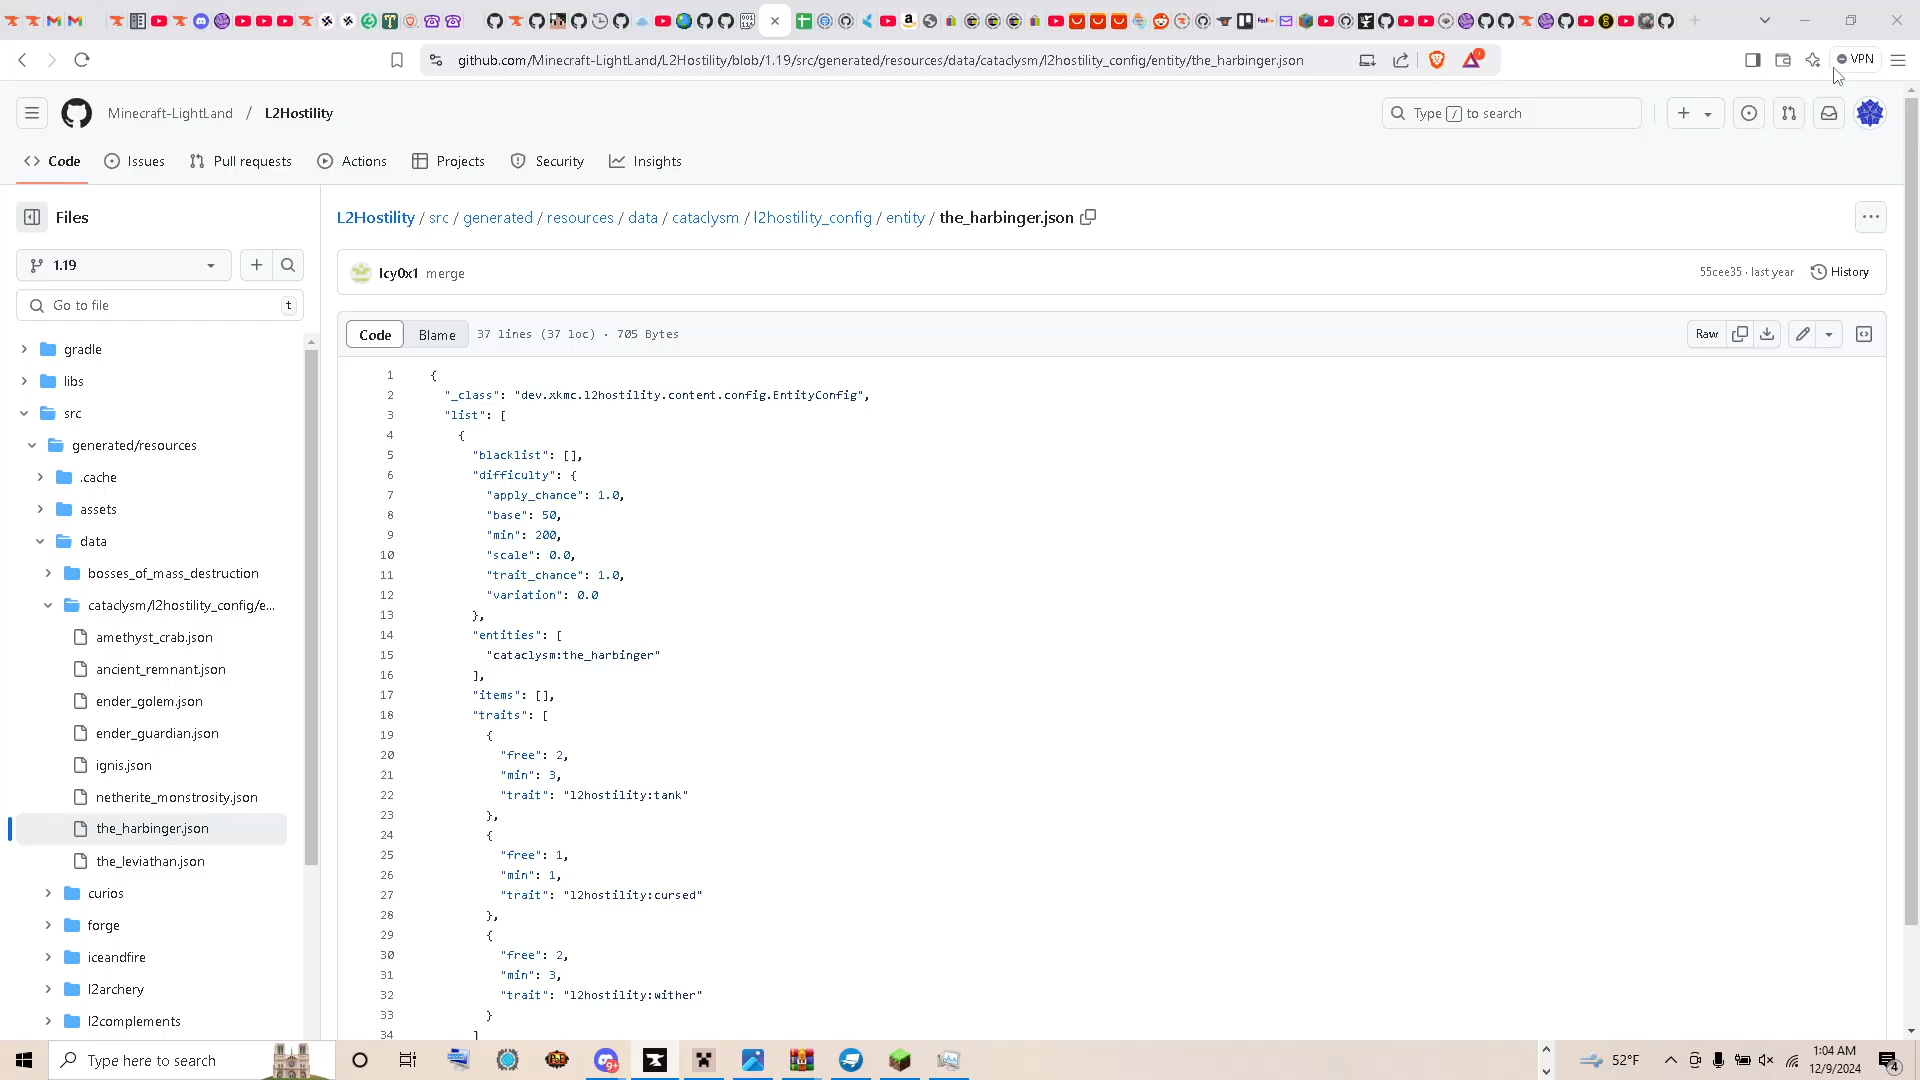 github.com/Minecraft-LightLand/L2Hostility/blob/1.19/src/generated/resources/data/cataclysm/l2hostility_config/entity/the_harbinger.json
VPN
Minecraft-LightLand / L2Hostility
Type / to search
Code
Issues
Pull requests
Actions
Projects
Security
Insights
Files
L2Hostility / src / generated / resources / data / cataclysm / l2hostility_config / entity / the_harbinger.json
1.19
lcy0x1 merge
55cee35 · last year
History
Go to file
t
Code
Blame
37 lines (37 loc) · 705 Bytes
Raw
gradle
libs
src
generated/resources
.cache
assets
data
bosses_of_mass_destruction
cataclysm/l2hostility_config/e...
amethyst_crab.json
ancient_remnant.json
ender_golem.json
ender_guardian.json
ignis.json
netherite_monstrosity.json
the_harbinger.json
the_leviathan.json
curios
forge
iceandfire
l2archery
l2complements
1 {
2 "_class": "dev.xkmc.l2hostility.content.config.EntityConfig",
3 "list": [
4 {
5 "blacklist": [],
6 "difficulty": {
7 "apply_chance": 1.0,
8 "base": 50,
9 "min": 200,
10 "scale": 0.0,
11 "trait_chance": 1.0,
12 "variation": 0.0
13 },
14 "entities": [
15 "cataclysm:the_harbinger"
16 ],
17 "items": [],
18 "traits": [
19 {
20 "free": 2,
21 "min": 3,
22 "trait": "l2hostility:tank"
23 },
24 {
25 "free": 1,
26 "min": 1,
27 "trait": "l2hostility:cursed"
28 },
29 {
30 "free": 2,
31 "min": 3,
32 "trait": "l2hostility:wither"
33 }
34 ]
Type here to search
52°F
1:04 AM
12/9/2024
4